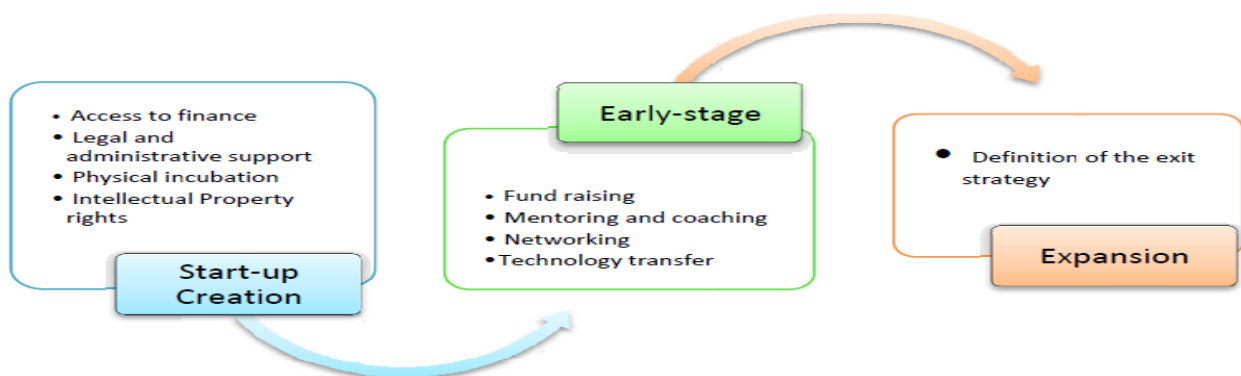 • Access to finance
• Legal and
administrative support
• Physical incubation
• Intellectual Property
rights
Start-up
Creation
Early-stage
• Fund raising
• Mentoring and coaching
• Networking
•Technology transfer
• Definition of the exit
strategy
Expansion